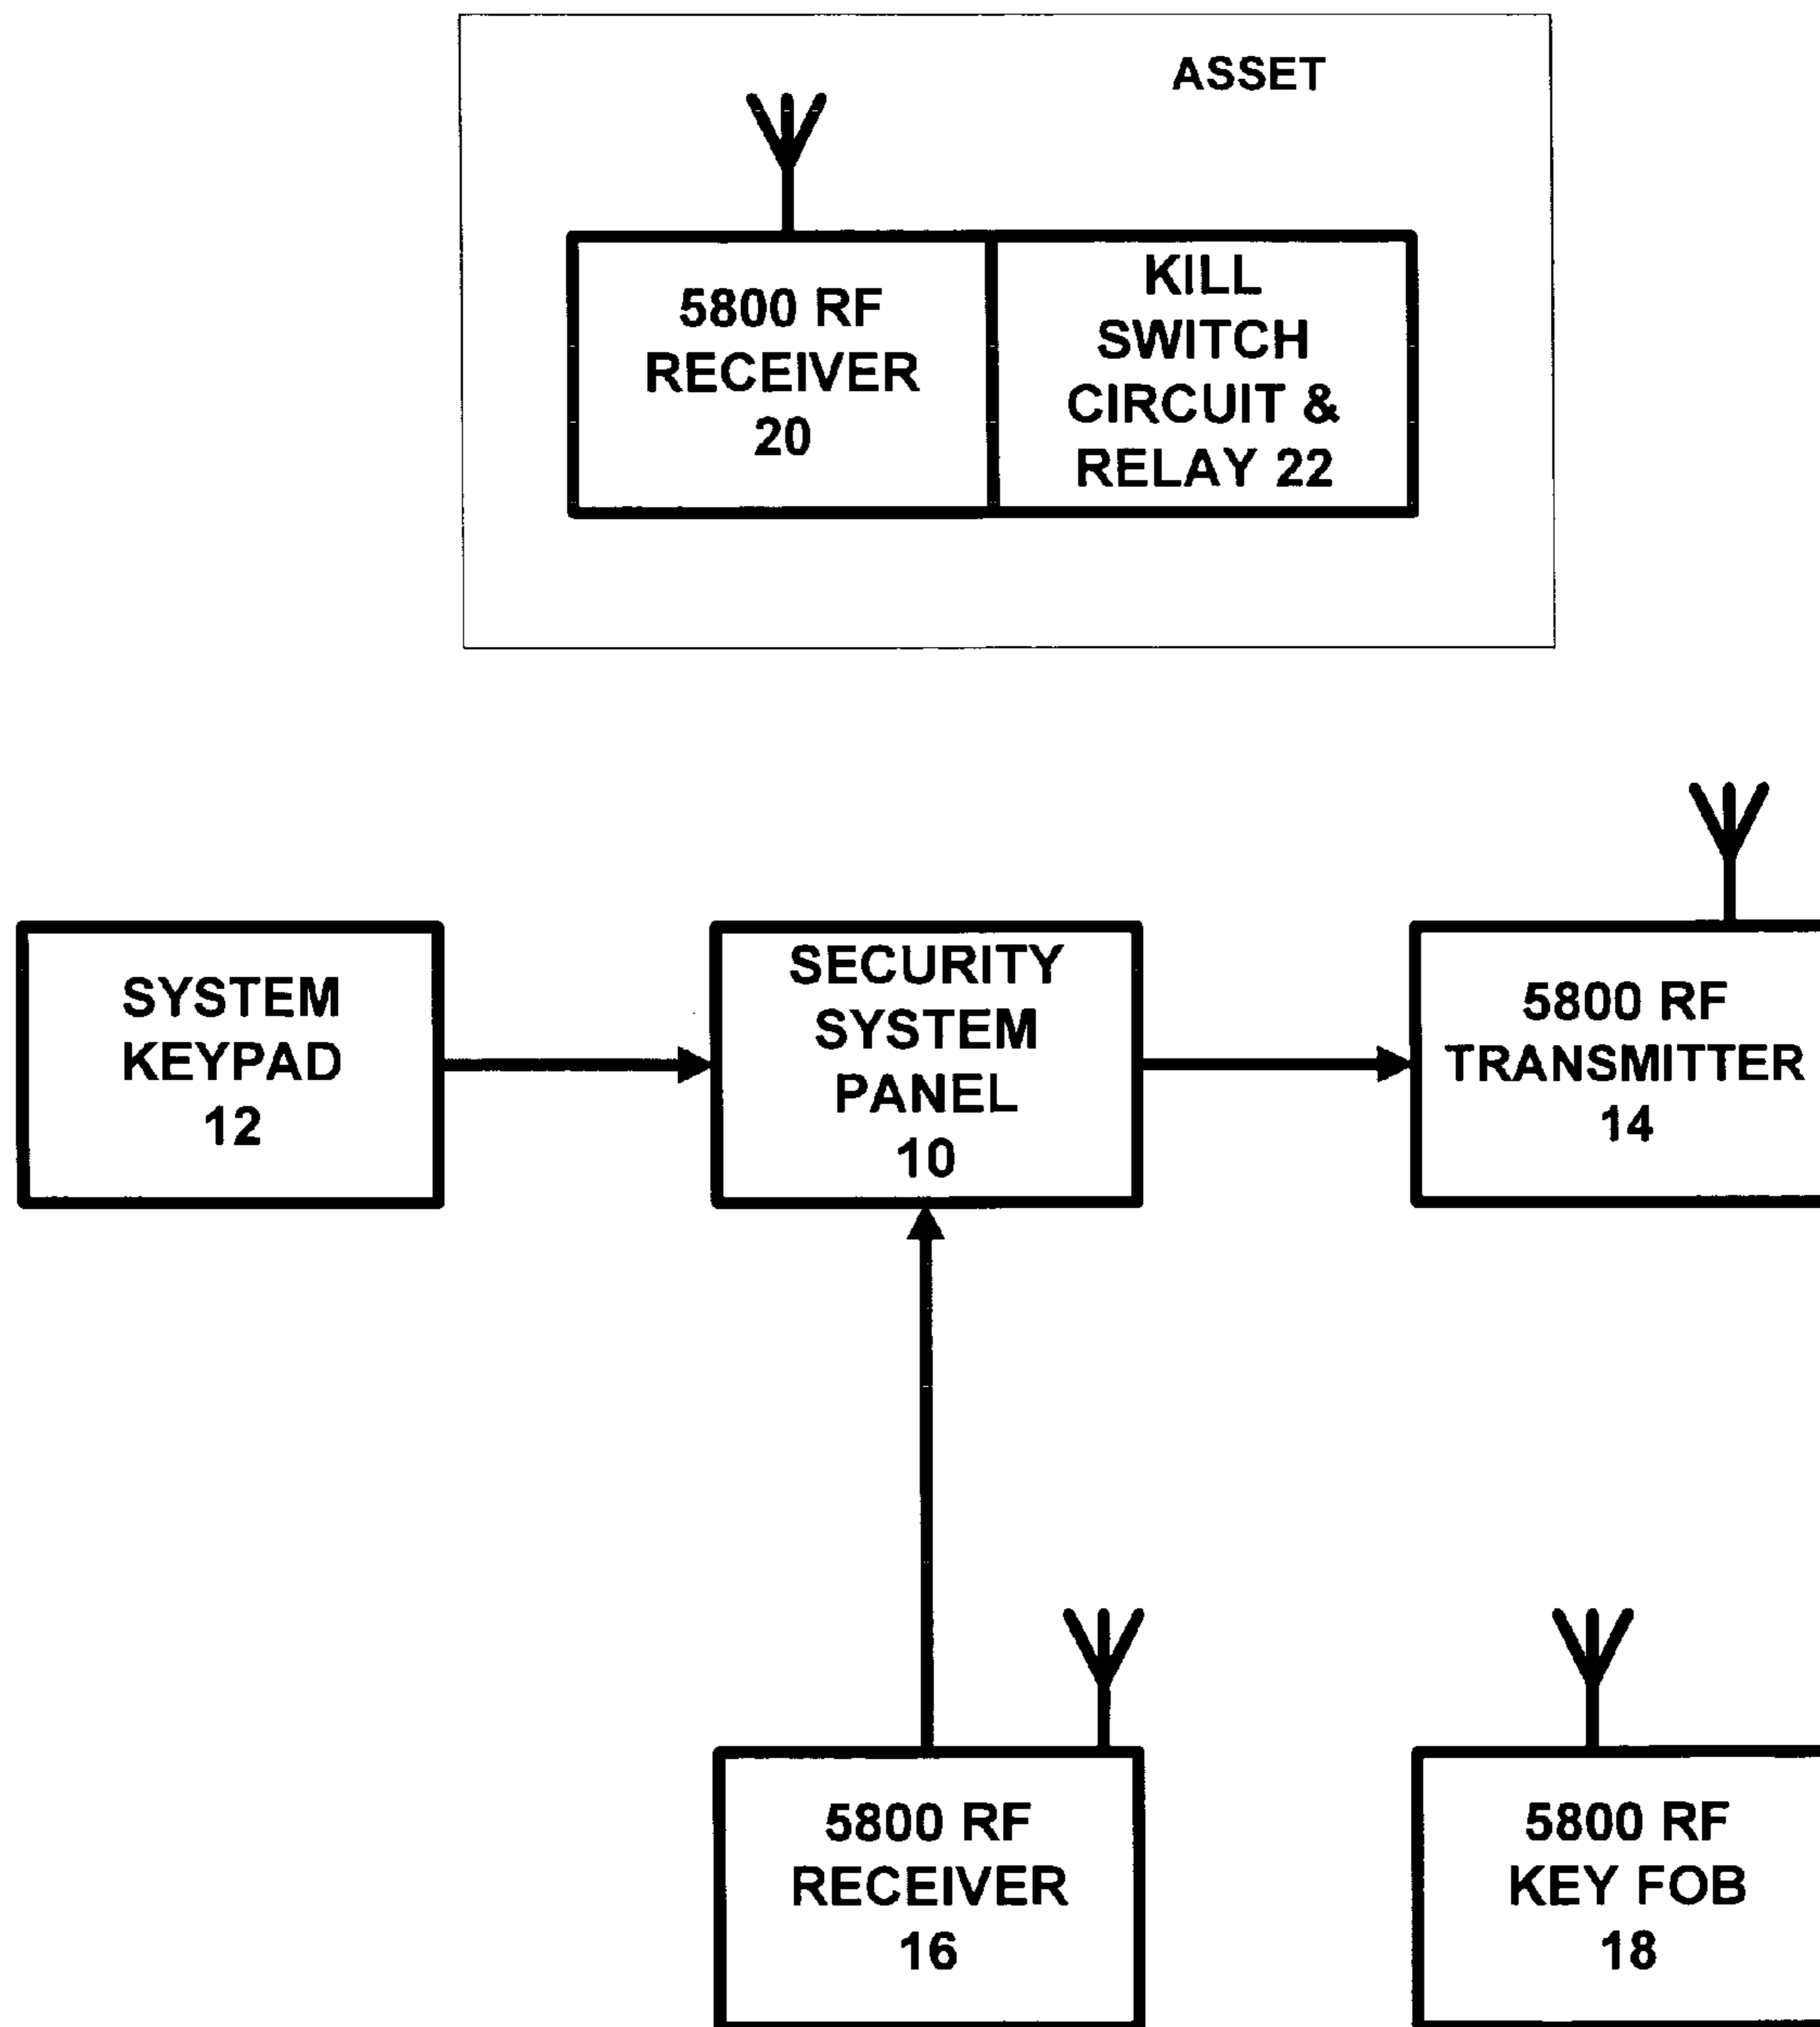 ASSET
5800 RF
RECEIVER
20
KILL
SWITCH
CIRCUIT &
RELAY 22
SYSTEM
KEYPAD
12
SECURITY
SYSTEM
PANEL
10
5800 RF
TRANSMITTER
14
5800 RF
RECEIVER
16
5800 RF
KEY FOB
18